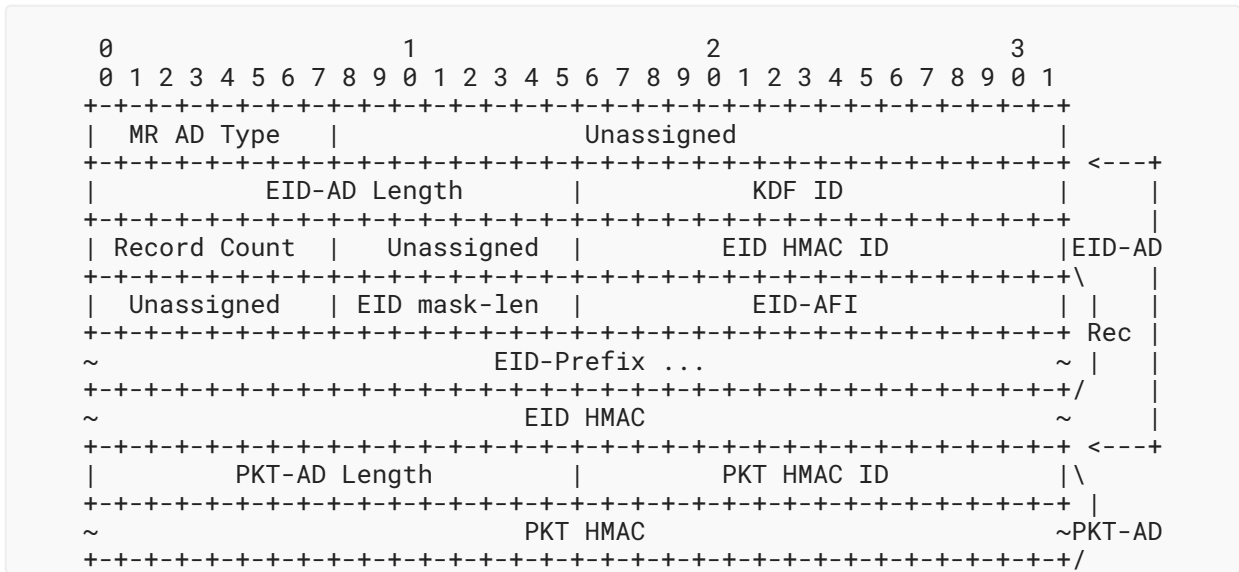 0                   1                   2                   3
 0 1 2 3 4 5 6 7 8 9 0 1 2 3 4 5 6 7 8 9 0 1 2 3 4 5 6 7 8 9 0 1
+-+-+-+-+-+-+-+-+-+-+-+-+-+-+-+-+-+-+-+-+-+-+-+-+-+-+-+-+-+-+-+-+
|  MR AD Type   |                Unassigned                     |
+-+-+-+-+-+-+-+-+-+-+-+-+-+-+-+-+-+-+-+-+-+-+-+-+-+-+-+-+-+-+-+-+ <---+
|           EID-AD Length       |           KDF ID              |     |
+-+-+-+-+-+-+-+-+-+-+-+-+-+-+-+-+-+-+-+-+-+-+-+-+-+-+-+-+-+-+-+-+     |
| Record Count  |   Unassigned  |         EID HMAC ID           |EID-AD
+-+-+-+-+-+-+-+-+-+-+-+-+-+-+-+-+-+-+-+-+-+-+-+-+-+-+-+-+-+-+-+-+\    |
|  Unassigned   | EID mask-len  |           EID-AFI             | |   |
+-+-+-+-+-+-+-+-+-+-+-+-+-+-+-+-+-+-+-+-+-+-+-+-+-+-+-+-+-+-+-+-+ Rec |
~                          EID-Prefix ...                       ~ |   |
+-+-+-+-+-+-+-+-+-+-+-+-+-+-+-+-+-+-+-+-+-+-+-+-+-+-+-+-+-+-+-+-+/    |
~                            EID HMAC                           ~     |
+-+-+-+-+-+-+-+-+-+-+-+-+-+-+-+-+-+-+-+-+-+-+-+-+-+-+-+-+-+-+-+-+ <---+
|         PKT-AD Length         |         PKT HMAC ID           |\
+-+-+-+-+-+-+-+-+-+-+-+-+-+-+-+-+-+-+-+-+-+-+-+-+-+-+-+-+-+-+-+-+ |
~                            PKT HMAC                           ~PKT-AD
+-+-+-+-+-+-+-+-+-+-+-+-+-+-+-+-+-+-+-+-+-+-+-+-+-+-+-+-+-+-+-+-+/